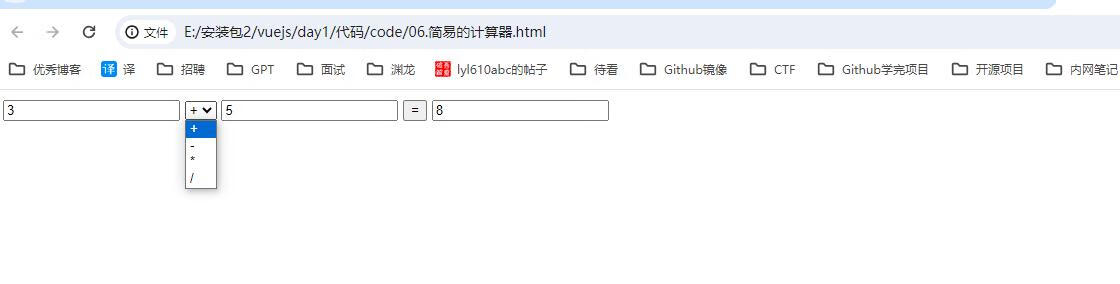 文件 E:/安装包2/vuejs/day1/代码/code/06.简易的计算器.html
优秀博客 译 译 招聘 GPT 面试 渊龙 lyl610abc的帖子 待看 Github镜像 CTF Github学完项目 开源项目 内网笔记
3 + 5 = 8
+
-
*
/